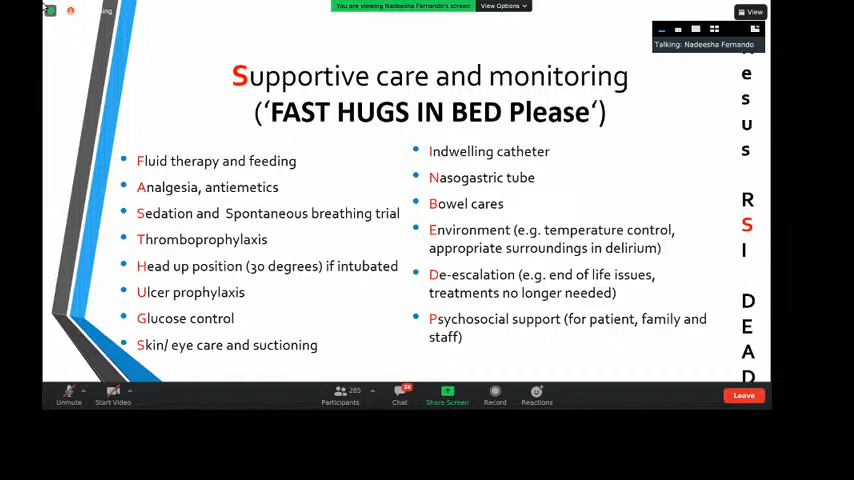 ing
You are viewing Nadeesha Fernando's screen
View Options
View
Talking: Nadeesha Fernando
Supportive care and monitoring
('FAST HUGS IN BED Please')
Fluid therapy and feeding
Analgesia, antiemetics
Sedation and Spontaneous breathing trial
Thromboprophylaxis
Head up position (30 degrees) if intubated
Ulcer prophylaxis
Glucose control
Skin/ eye care and suctioning
Indwelling catheter
Nasogastric tube
Bowel cares
Environment (e.g. temperature control,
appropriate surroundings in delirium)
De-escalation (e.g. end of life issues,
treatments no longer needed)
Psychosocial support (for patient, family and
staff)
e
s
u
s
R
S
I
D
E
A
D
Unmute
Start Video
285
Participants
28
Chat
Share Screen
Record
Reactions
Leave